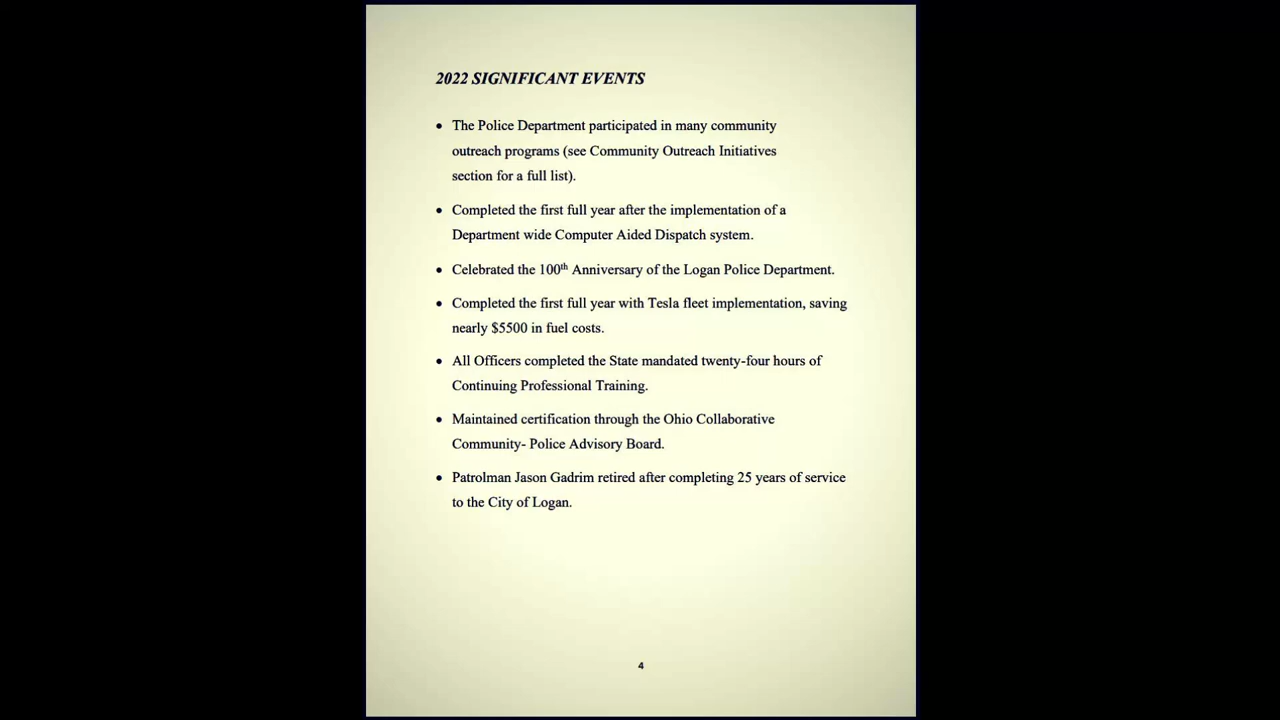 2022 SIGNIFICANT EVENTS
• The Police Department participated in many community
outreach programs (see Community Outreach Initiatives
section for a full list).
• Completed the first full year after the implementation of a
Department wide Computer Aided Dispatch system.
• Celebrated the 100th Anniversary of the Logan Police Department.
• Completed the first full year with Tesla fleet implementation, saving
nearly $5500 in fuel costs.
• All Officers completed the State mandated twenty-four hours of
Continuing Professional Training.
• Maintained certification through the Ohio Collaborative
Community- Police Advisory Board.
• Patrolman Jason Gadrim retired after completing 25 years of service
to the City of Logan.
4